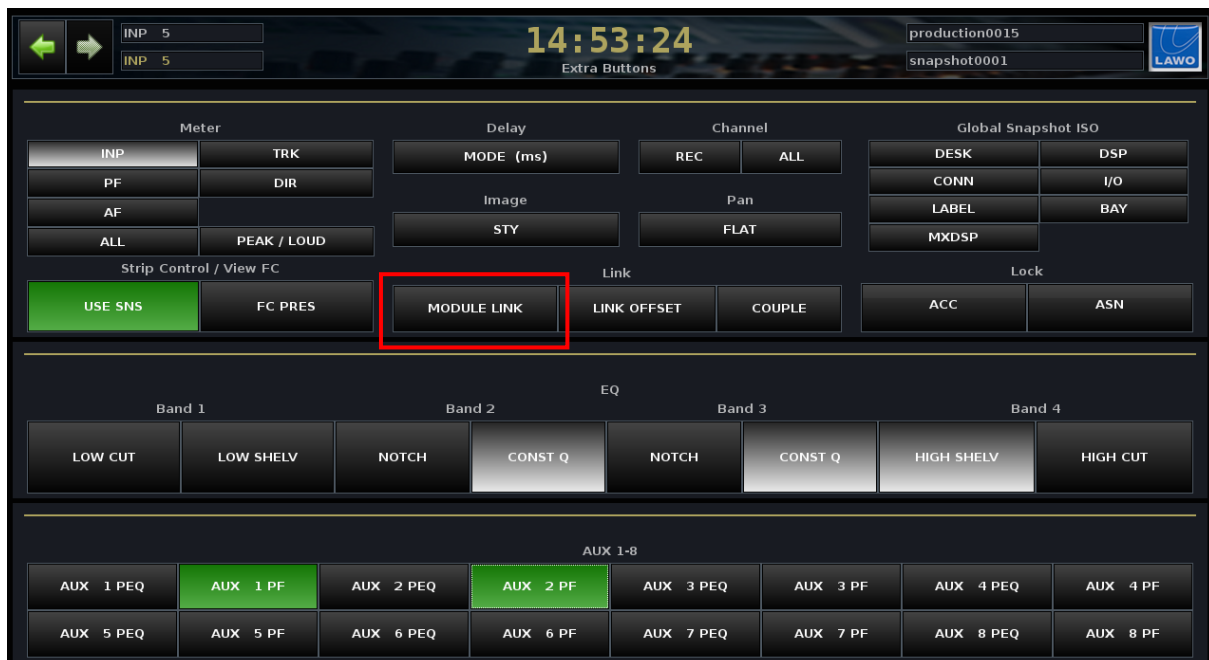 INP 5
INP 5
14:53:24
Extra Buttons
production0015
snapshot0001
LAWO
Meter
Delay
Channel
Global Snapshot ISO
INP
TRK
MODE (ms)
REC
ALL
DESK
DSP
PF
DIR
CONN
I/O
Image
Pan
AF
STY
FLAT
LABEL
BAY
ALL
PEAK / LOUD
MXDSP
Strip Control / View FC
Link
Lock
USE SNS
FC PRES
MODULE LINK
LINK OFFSET
COUPLE
ACC
ASN
EQ
Band 1
Band 2
Band 3
Band 4
LOW CUT
LOW SHELV
NOTCH
CONST Q
NOTCH
CONST Q
HIGH SHELV
HIGH CUT
AUX 1-8
AUX 1 PEQ
AUX 1 PF
AUX 2 PEQ
AUX 2 PF
AUX 3 PEQ
AUX 3 PF
AUX 4 PEQ
AUX 4 PF
AUX 5 PEQ
AUX 5 PF
AUX 6 PEQ
AUX 6 PF
AUX 7 PEQ
AUX 7 PF
AUX 8 PEQ
AUX 8 PF